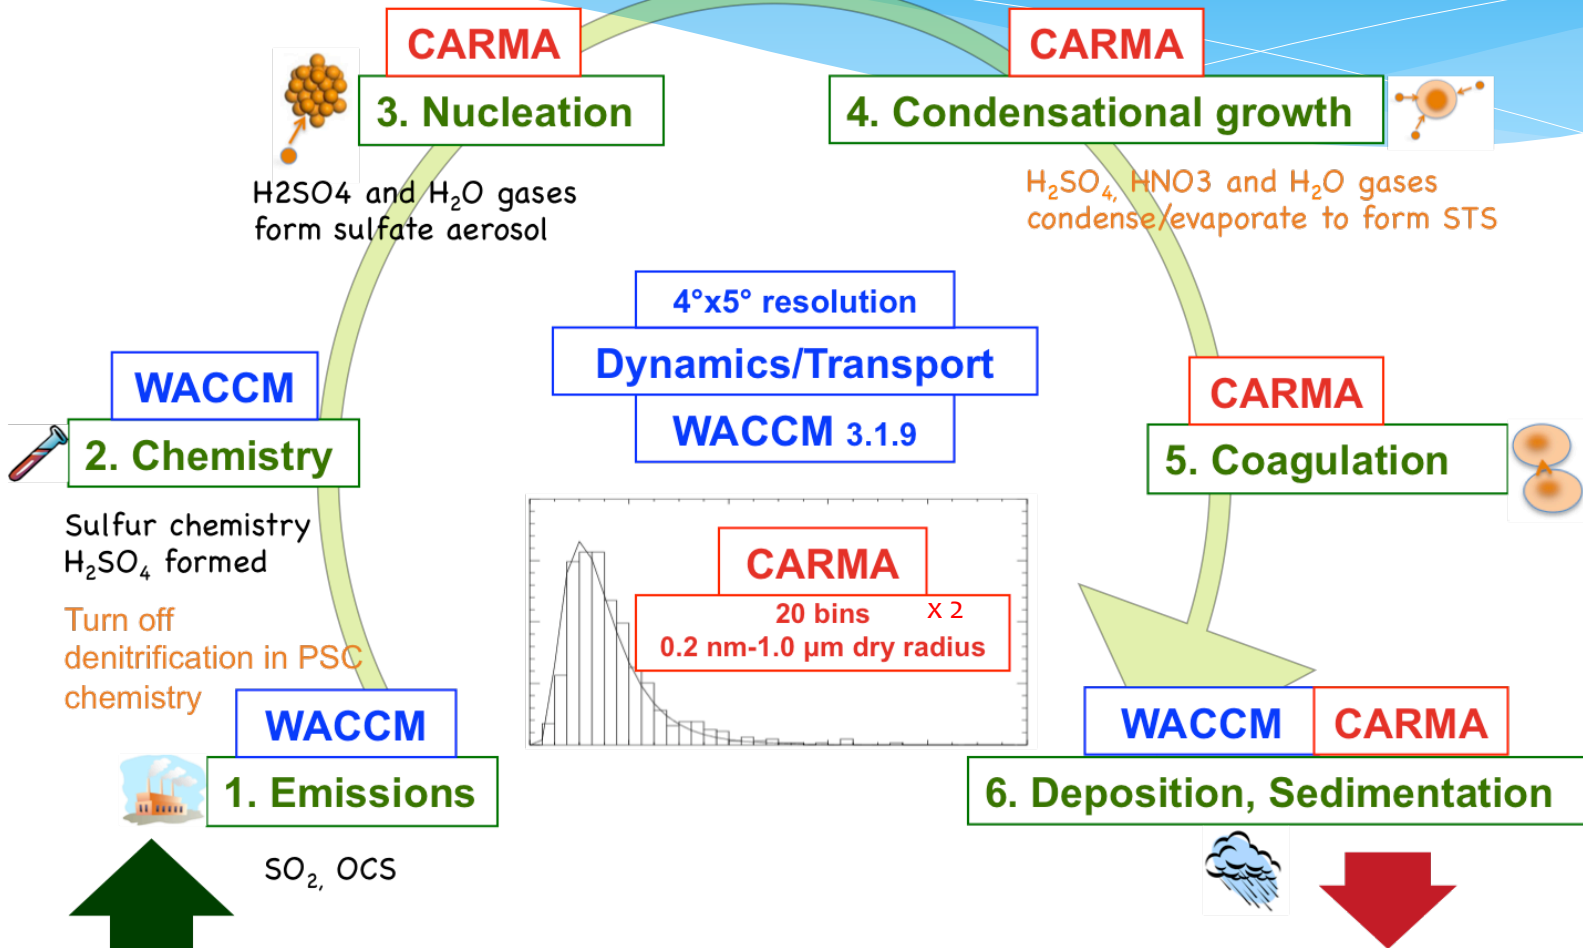 CARMA
3. Nucleation
H2SO4 and H₂O gases
form sulfate aerosol
CARMA
4. Condensational growth
H₂SO₄, HNO3 and H₂O gases
condense/evaporate to form STS
4°x5° resolution
Dynamics/Transport
WACCM 3.1.9
WACCM
2. Chemistry
Sulfur chemistry
H₂SO₄ formed
Turn off
denitrification in PSC
chemistry
CARMA
5. Coagulation
CARMA
20 bins x 2
0.2 nm-1.0 µm dry radius
WACCM
1. Emissions
SO₂, OCS
WACCM CARMA
6. Deposition, Sedimentation